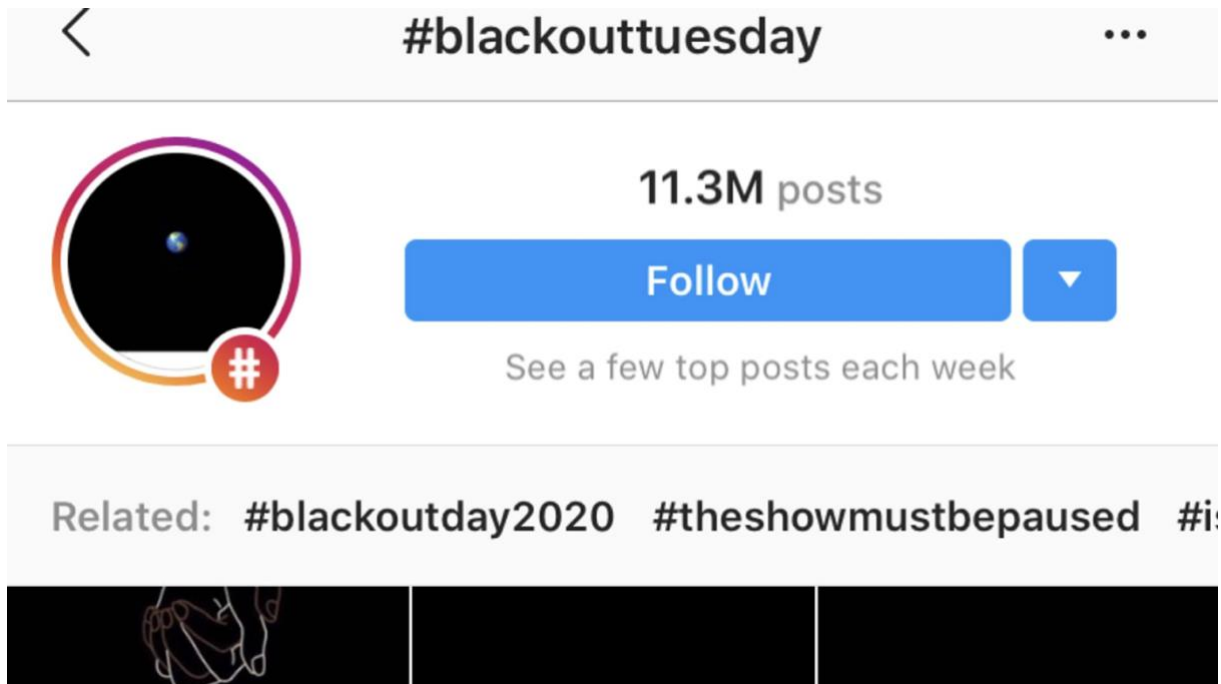 #blackouttuesday
11.3M posts
Follow
See a few top posts each week
Related: #blackoutday2020 #theshowmustbepaused